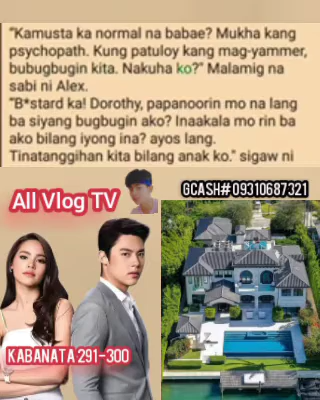 "Kamusta ka normal na babae? Mukha kang
psychopath. Kung patuloy kang mag-yammer,
bubugbugin kita. Nakuha ko?" Malamig na
sabi ni Alex.
"B*stard ka! Dorothy, papanoorin mo na lang
ba siyang bugbugin ako? Inaakala mo rin ba
ako bilang iyong ina? ayos lang.
Tinatanggihan kita bilang anak ko." sigaw ni
All Vlog TV
GCASH# 09310687321
KABANATA 291-300